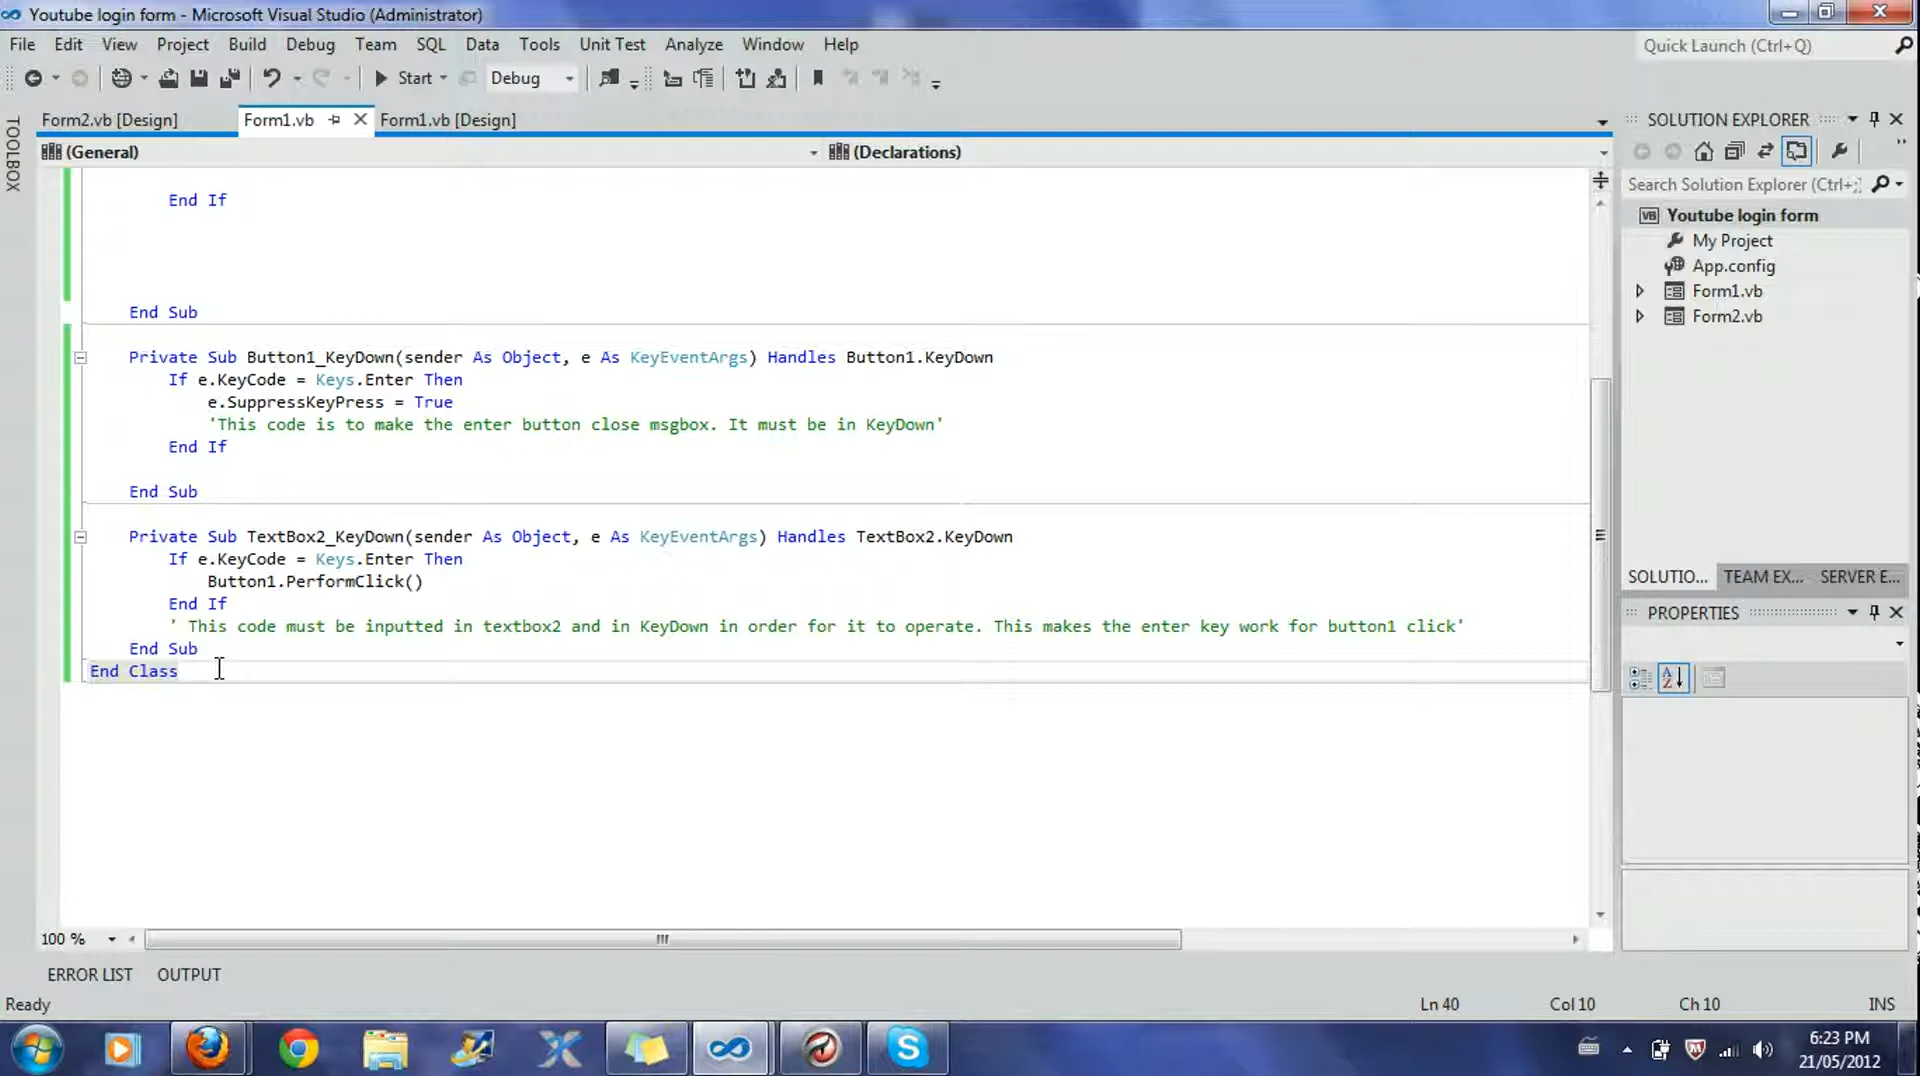 Youtube login form - Microsoft Visual Studio (Administrator)
File Edit View Project Build Debug Team SQL Data Tools Unit Test Analyze Window Help
Quick Launch (Ctrl+Q)
Start Debug
TOOLBOX
Form2.vb [Design] Form1.vb Form1.vb [Design]
(General) (Declarations)
End If
End Sub
Private Sub Button1_KeyDown(sender As Object, e As KeyEventArgs) Handles Button1.KeyDown
If e.KeyCode = Keys.Enter Then
e.SuppressKeyPress = True
'This code is to make the enter button close msgbox. It must be in KeyDown'
End If
End Sub
Private Sub TextBox2_KeyDown(sender As Object, e As KeyEventArgs) Handles TextBox2.KeyDown
If e.KeyCode = Keys.Enter Then
Button1.PerformClick()
End If
' This code must be inputted in textbox2 and in KeyDown in order for it to operate. This makes the enter key work for button1 click'
End Sub
End Class
100 %
SOLUTION EXPLORER
Search Solution Explorer (Ctrl+;
VB Youtube login form
My Project
App.config
Form1.vb
Form2.vb
SOLUTIO... TEAM EX... SERVER E...
PROPERTIES
ERROR LIST OUTPUT
Ready Ln 40 Col 10 Ch 10 INS
6:23 PM
21/05/2012